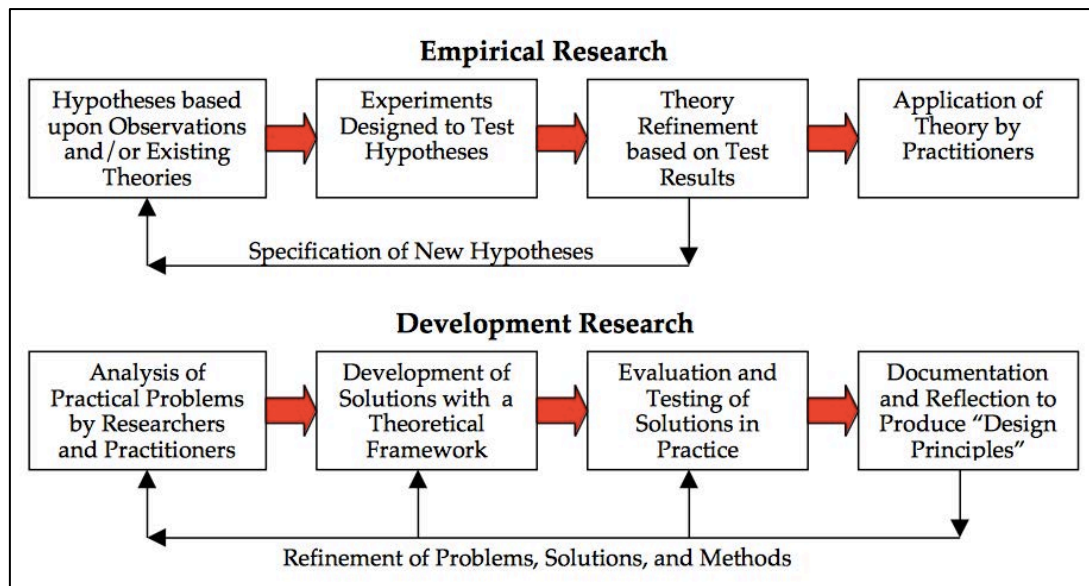 Empirical Research
Hypotheses based
upon Observations
and/or Existing
Theories
Experiments
Designed to Test
Hypotheses
Theory
Refinement
based on Test
Results
Application of
Theory by
Practitioners
Specification of New Hypotheses
Development Research
Analysis of
Practical Problems
by Researchers
and Practitioners
Development of
Solutions with a
Theoretical
Framework
Evaluation and
Testing of
Solutions in
Practice
Documentation
and Reflection to
Produce “Design
Principles”
Refinement of Problems, Solutions, and Methods